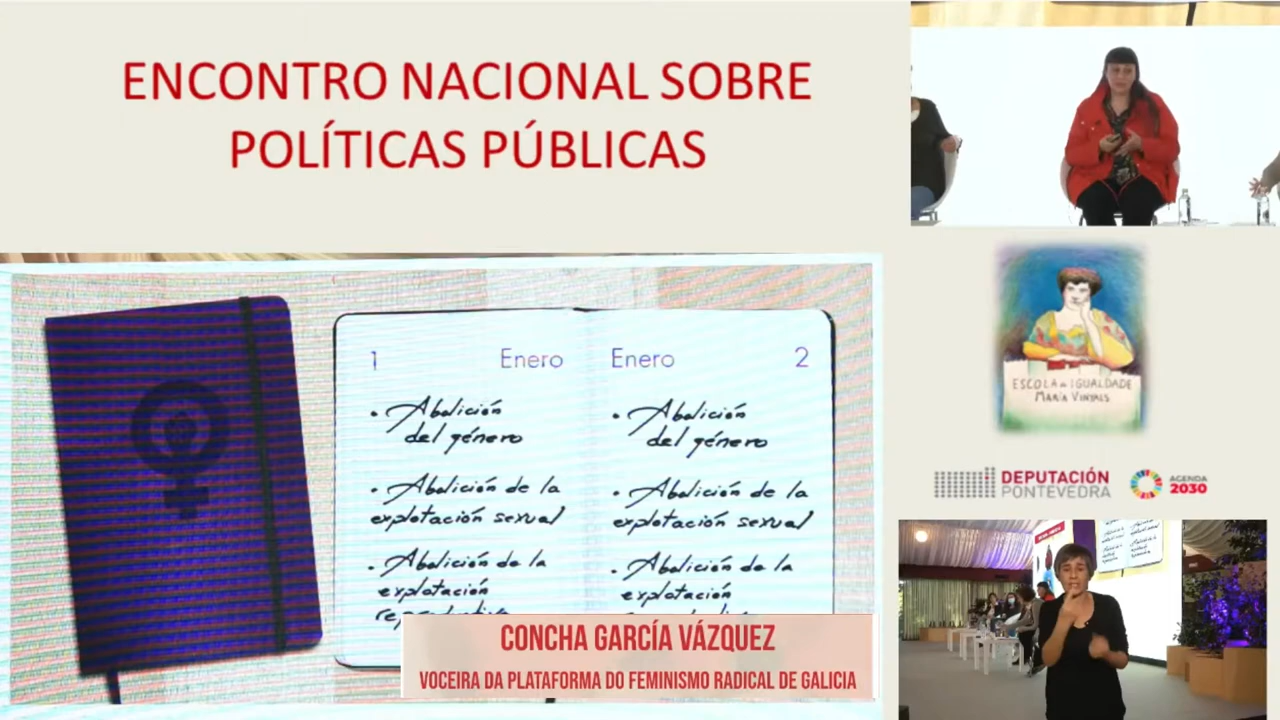 ENCONTRO NACIONAL SOBRE
POLÍTICAS PÚBLICAS
1 Enero
• Abolición
del género
• Abolición de la
explotación sexual
• Abolición de la
explotación
Enero 2
• Abolición
del género
• Abolición de la
explotación sexual
• Abolición de la
explotación
CONCHA GARCÍA VÁZQUEZ
VOCEIRA DA PLATAFORMA DO FEMINISMO RADICAL DE GALICIA
ESCOLA de IGUALDADE
MARÍA VINYALS
DEPUTACIÓN
PONTEVEDRA
AGENDA
2030